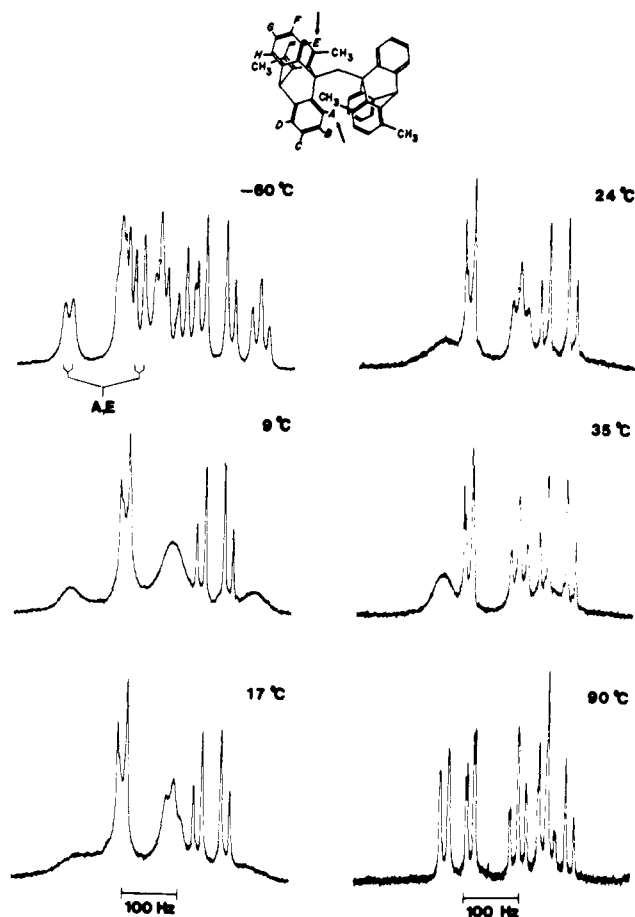 G F E
H CH₃
CH₃
CH₃
A
D B
C
CH₃
−60 °C
24 °C
A,E
9 °C
35 °C
17 °C
90 °C
100 Hz
100 Hz